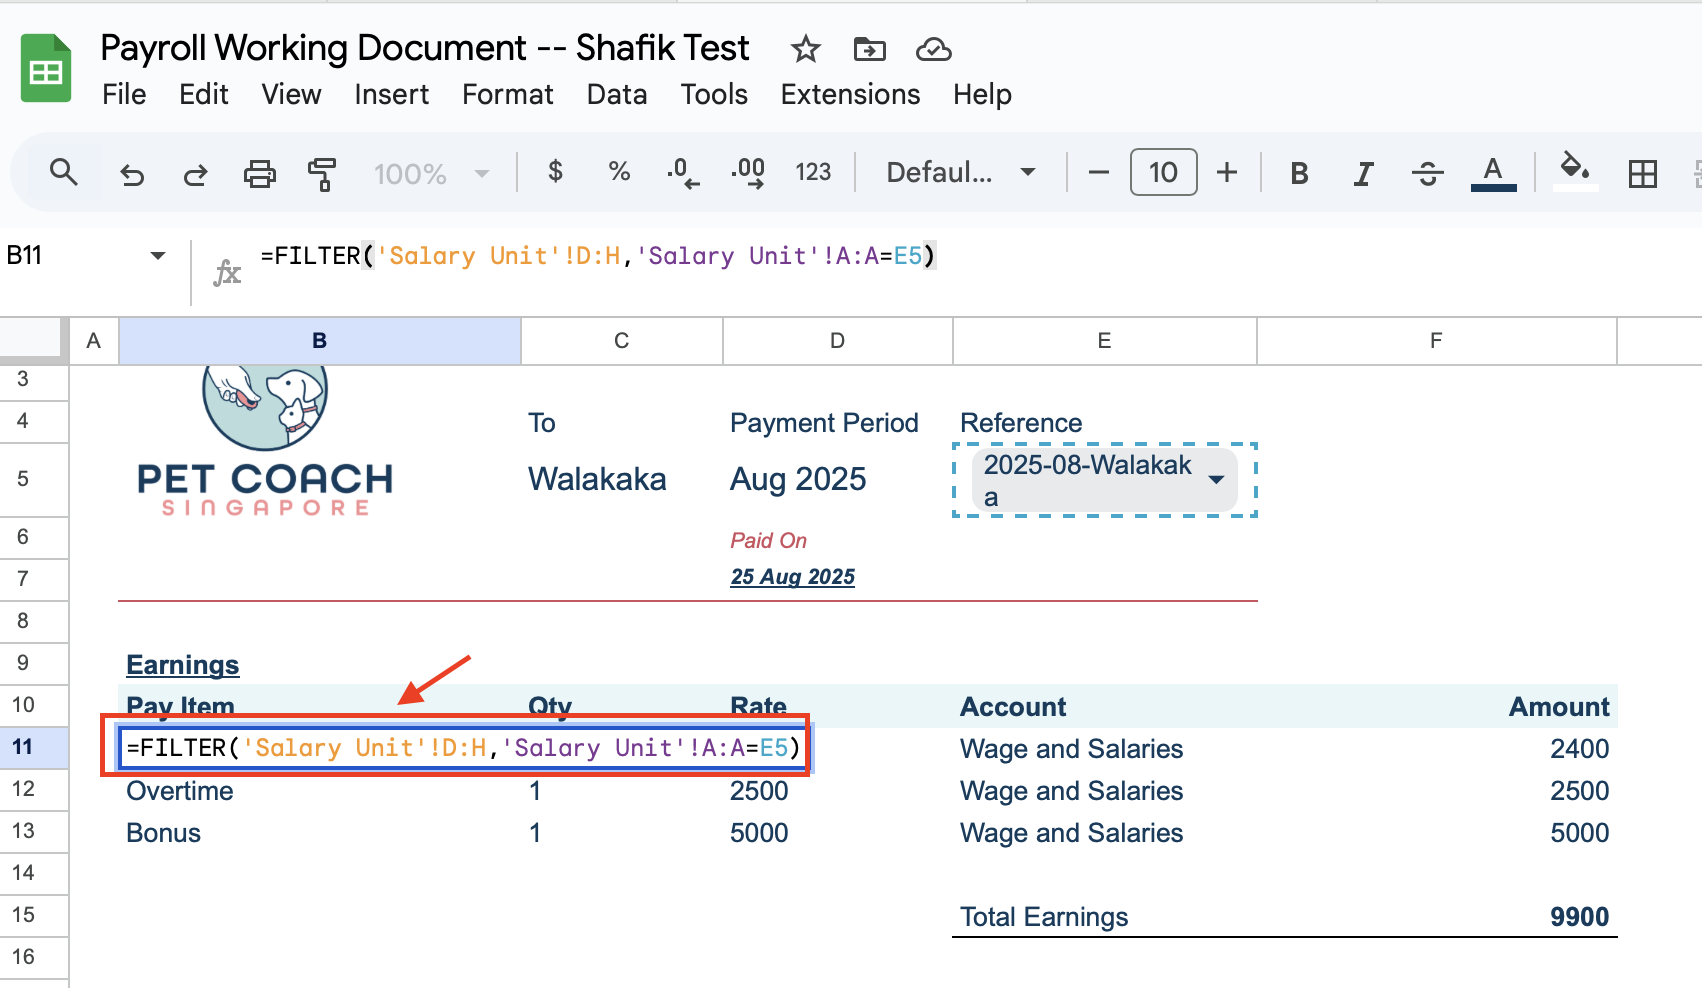 Payroll Working Document -- Shafik Test
File Edit View Insert Format Data Tools Extensions Help
100% $ % .0 .00 123 Defaul... 10 B I S A
B11 fx =FILTER('Salary Unit'!D:H,'Salary Unit'!A:A=E5)
A B C D E F
3
4 To Payment Period Reference
5 PET COACH Walakaka Aug 2025 2025-08-Walakak
a
SINGAPORE
6 Paid On
7 25 Aug 2025
8
9 Earnings
10 Pay Item Qty Rate Account Amount
11 =FILTER('Salary Unit'!D:H,'Salary Unit'!A:A=E5) Wage and Salaries 2400
12 Overtime 1 2500 Wage and Salaries 2500
13 Bonus 1 5000 Wage and Salaries 5000
14
15 Total Earnings 9900
16